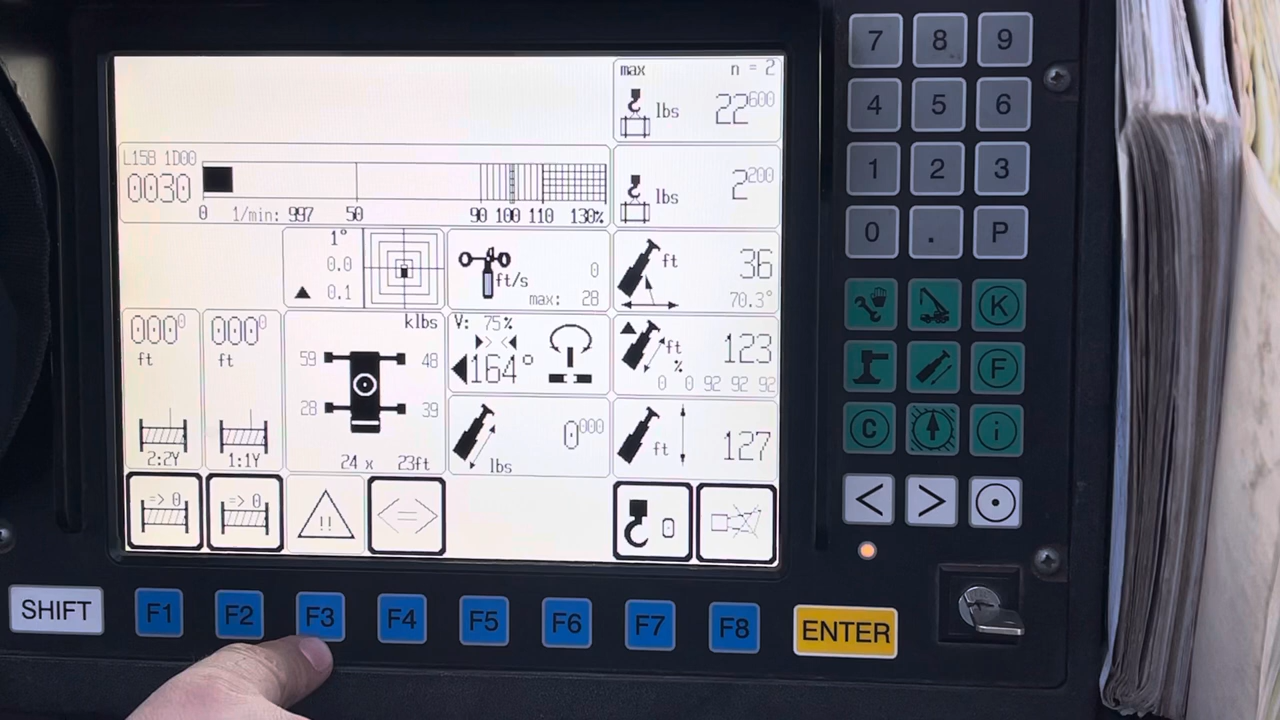 max n = 2
lbs 22600
L158 1D00
0030
0 1/min: 997 50 90 100 110 130%
lbs 2200
1°
0.0
▲ 0.1
ft/s 0
max: 28
ft 36
70.3°
0000 0000
ft ft
2:2Y 1:1Y
klbs
59 48
28 39
24 x 23ft
V: 75%
164°
ft 123
%
0 0 92 92 92
lbs 0000
ft 127
=> 0 => 0 !! <=> 0
SHIFT F1 F2 F3 F4 F5 F6 F7 F8 ENTER
7 8 9
4 5 6
1 2 3
0 . P
K
F
C i
< >